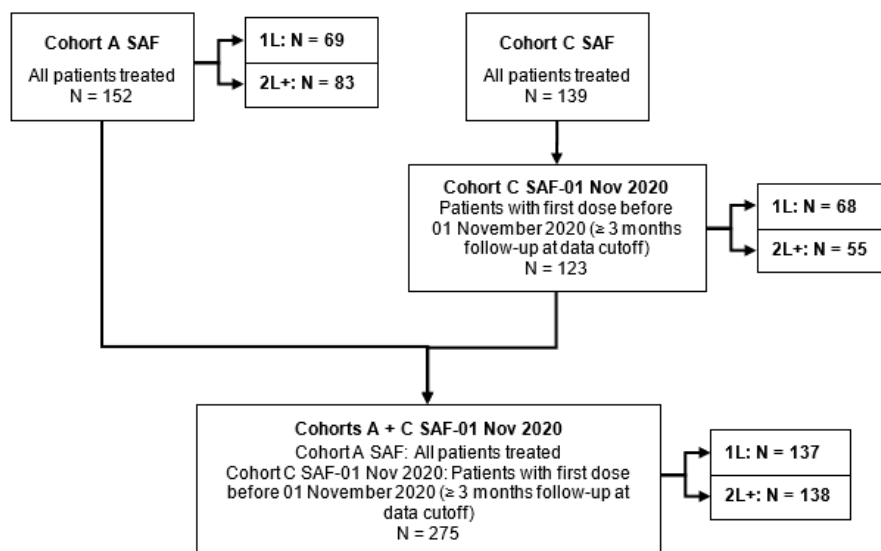 Cohort A SAF
All patients treated
N = 152
1L: N = 69
2L+: N = 83
Cohort C SAF
All patients treated
N = 139
Cohort C SAF-01 Nov 2020
Patients with first dose before
01 November 2020 (≥ 3 months
follow-up at data cutoff)
N = 123
1L: N = 68
2L+: N = 55
Cohorts A + C SAF-01 Nov 2020
Cohort A SAF: All patients treated
Cohort C SAF-01 Nov 2020: Patients with first dose
before 01 November 2020 (≥ 3 months follow-up at
data cutoff)
N = 275
1L: N = 137
2L+: N = 138